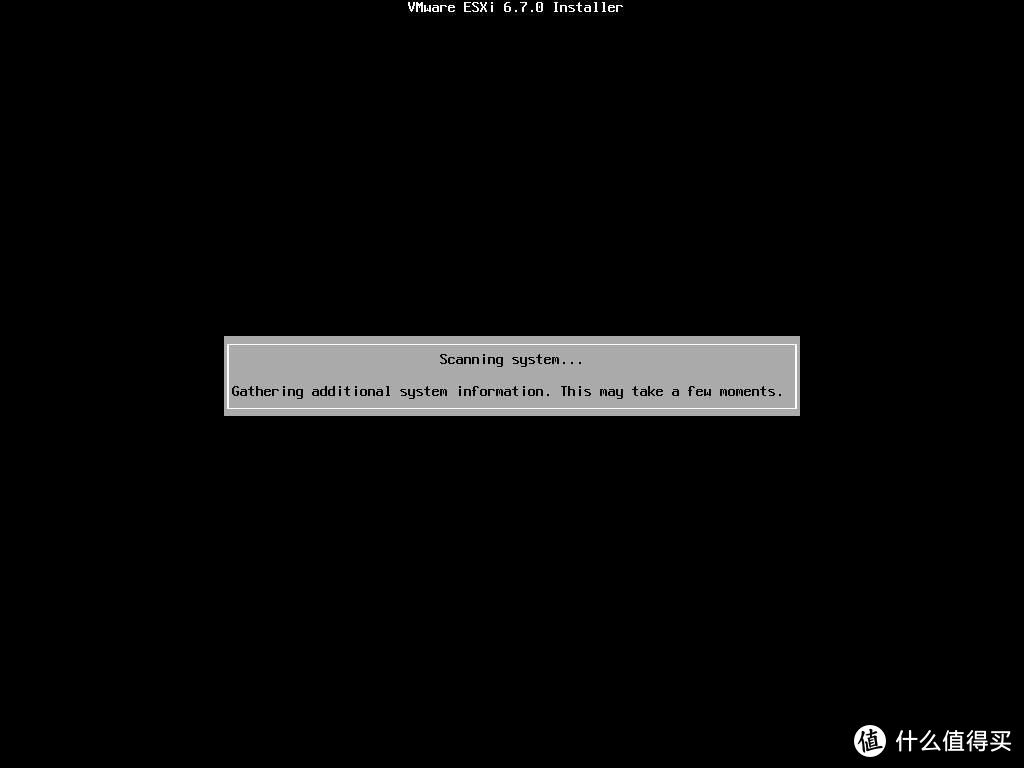 VMware ESXi 6.7.0 Installer
Scanning system...
Gathering additional system information. This may take a few moments.
值 什么值得买